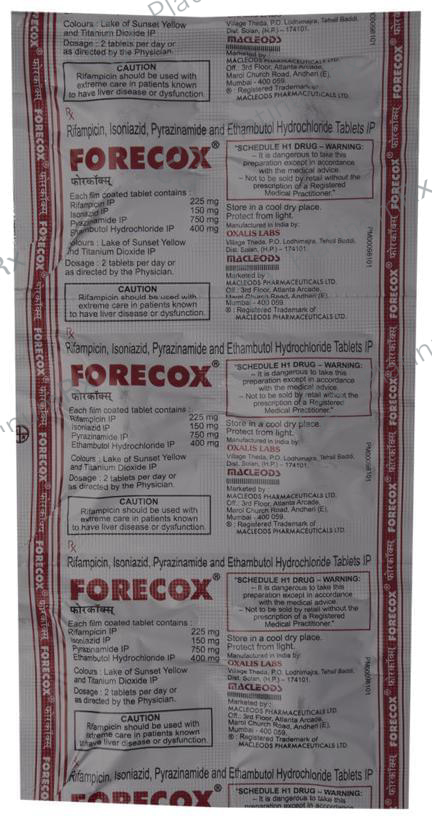 Colours : Lake of Sunset Yellow
and Titanium Dioxide IP
Dosage : 2 tablets per day or
as directed by the Physician.
CAUTION
Rifampicin should be used with
extreme care in patients known
to have liver disease or dysfunction.
Village Theda, P.O. Lodhimajra, Tehsil Baddi,
Dist. Solan, (H.P.) – 174101.
MACLEODS
Marketed by :
MACLEODS PHARMACEUTICALS LTD.
Off.: 3rd Floor, Atlanta Arcade,
Marol Church Road, Andheri (E),
Mumbai - 400 059.
® : Registered Trademark of
MACLEODS PHARMACEUTICALS LTD.
Rx
Rifampicin, Isoniazid, Pyrazinamide and Ethambutol Hydrochloride Tablets IP
FORECOX®
फोरकॉक्स्
Each film coated tablet contains :
Rifampicin IP 225 mg
Isoniazid IP 150 mg
Pyrazinamide IP 750 mg
Ethambutol Hydrochloride IP 400 mg
Colours : Lake of Sunset Yellow
and Titanium Dioxide IP
Dosage : 2 tablets per day or
as directed by the Physician.
CAUTION
Rifampicin should be used with
extreme care in patients known
to have liver disease or dysfunction.
"SCHEDULE H1 DRUG – WARNING:
– It is dangerous to take this
preparation except in accordance
with the medical advice.
– Not to be sold by retail without the
prescription of a Registered
Medical Practitioner."
Store in a cool dry place.
Protect from light.
Manufactured in India by:
OXALIS LABS
Village Theda, P.O. Lodhimajra, Tehsil Baddi,
Dist. Solan, (H.P.) – 174101.
MACLEODS
Marketed by :
MACLEODS PHARMACEUTICALS LTD.
Off.: 3rd Floor, Atlanta Arcade,
Marol Church Road, Andheri (E),
Mumbai - 400 059.
® : Registered Trademark of
MACLEODS PHARMACEUTICALS LTD.
PM00098101
Rx
Rifampicin, Isoniazid, Pyrazinamide and Ethambutol Hydrochloride Tablets IP
FORECOX®
फोरकॉक्स्
Each film coated tablet contains :
Rifampicin IP 225 mg
Isoniazid IP 150 mg
Pyrazinamide IP 750 mg
Ethambutol Hydrochloride IP 400 mg
Colours : Lake of Sunset Yellow
and Titanium Dioxide IP
Dosage : 2 tablets per day or
as directed by the Physician.
CAUTION
Rifampicin should be used with
extreme care in patients known
to have liver disease or dysfunction.
"SCHEDULE H1 DRUG – WARNING:
– It is dangerous to take this
preparation except in accordance
with the medical advice.
– Not to be sold by retail without the
prescription of a Registered
Medical Practitioner."
Store in a cool dry place.
Protect from light.
Manufactured in India by:
OXALIS LABS
Village Theda, P.O. Lodhimajra, Tehsil Baddi,
Dist. Solan, (H.P.) – 174101.
MACLEODS
Marketed by :
MACLEODS PHARMACEUTICALS LTD.
Off.: 3rd Floor, Atlanta Arcade,
Marol Church Road, Andheri (E),
Mumbai - 400 059.
® : Registered Trademark of
MACLEODS PHARMACEUTICALS LTD.
PM00098101
Rx
Rifampicin, Isoniazid, Pyrazinamide and Ethambutol Hydrochloride Tablets IP
FORECOX®
फोरकॉक्स्
Each film coated tablet contains :
Rifampicin IP 225 mg
Isoniazid IP 150 mg
Pyrazinamide IP 750 mg
Ethambutol Hydrochloride IP 400 mg
Colours : Lake of Sunset Yellow
and Titanium Dioxide IP
Dosage : 2 tablets per day or
as directed by the Physician.
CAUTION
Rifampicin should be used with
extreme care in patients known
to have liver disease or dysfunction.
"SCHEDULE H1 DRUG – WARNING:
– It is dangerous to take this
preparation except in accordance
with the medical advice.
– Not to be sold by retail without the
prescription of a Registered
Medical Practitioner."
Store in a cool dry place.
Protect from light.
Manufactured in India by:
OXALIS LABS
Village Theda, P.O. Lodhimajra, Tehsil Baddi,
Dist. Solan, (H.P.) – 174101.
MACLEODS
Marketed by :
MACLEODS PHARMACEUTICALS LTD.
Off.: 3rd Floor, Atlanta Arcade,
Marol Church Road, Andheri (E),
Mumbai - 400 059.
® : Registered Trademark of
MACLEODS PHARMACEUTICALS LTD.
PM00098101
Rifampicin, Isoniazid, Pyrazinamide and Ethambutol Hydrochloride Tablets IP
FORECOX®
"SCHEDULE H1 DRUG – WARNING:
– It is dangerous to take this
preparation except in accordance
FORECOX® फोरकॉक्स्
FORECOX® फोरकॉक्स्